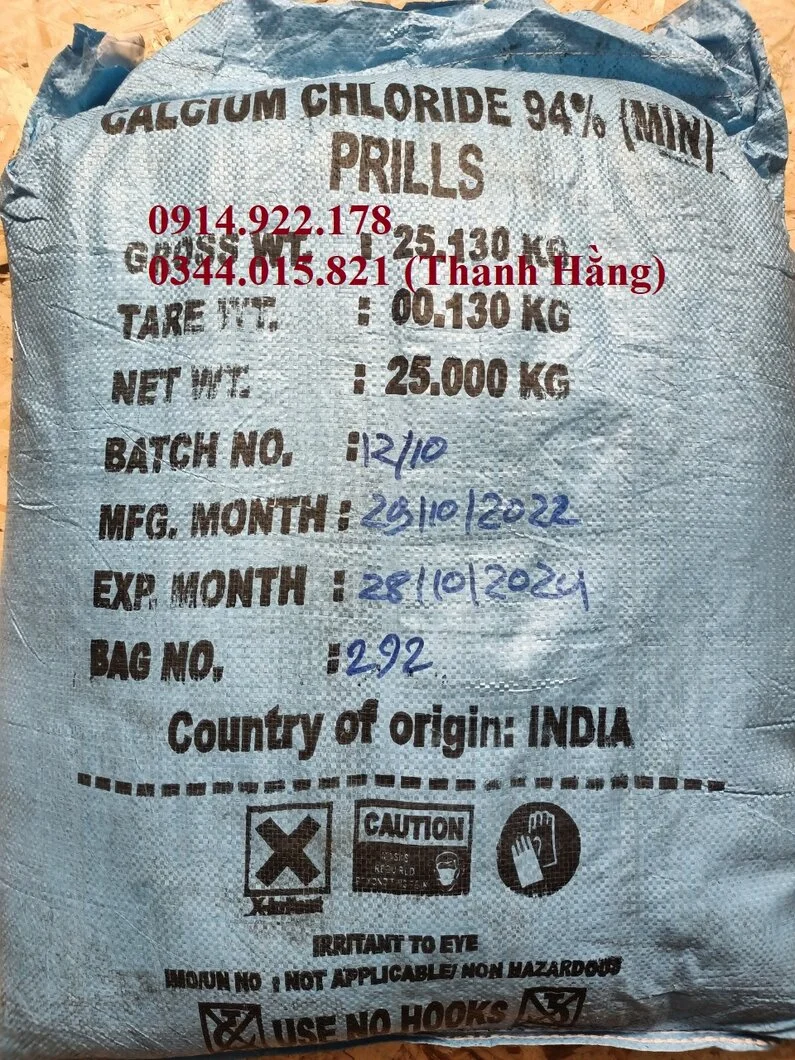 CALCIUM CHLORIDE 94% (MIN)
PRILLS
0914.922.178
GROSS WT. : 25.130 KG
0344.015.821 (Thanh Hằng)
TARE WT. : 00.130 KG
NET WT. : 25.000 KG
BATCH NO. : 12/10
MFG. MONTH : 29/10/2022
EXP. MONTH : 28/10/2024
BAG NO. : 292
Country of origin: INDIA
CAUTION
IRRITANT TO EYE
IMO/UN NO : NOT APPLICABLE/ NON HAZARDOUS
USE NO HOOKS